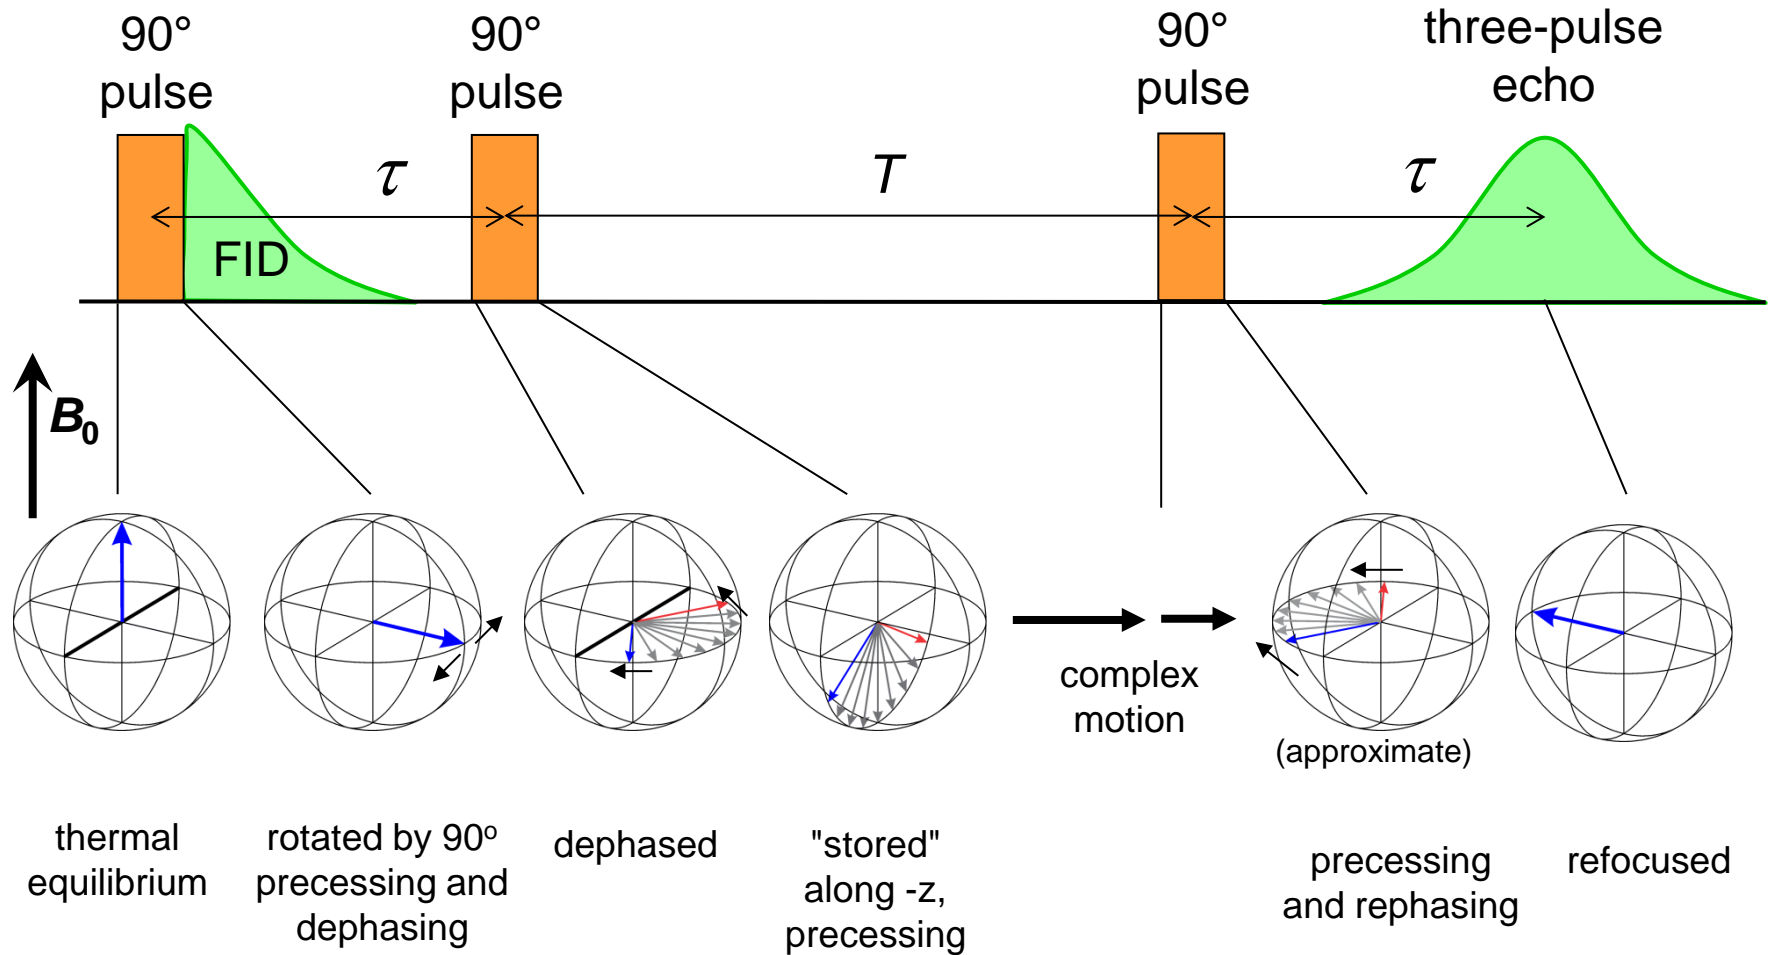 90°
pulse
90°
pulse
90°
pulse
three-pulse
echo
τ
T
τ
FID
B0
complex
motion
(approximate)
thermal
equilibrium
rotated by 90º
precessing and
dephasing
dephased
"stored"
along -z,
precessing
precessing
and rephasing
refocused